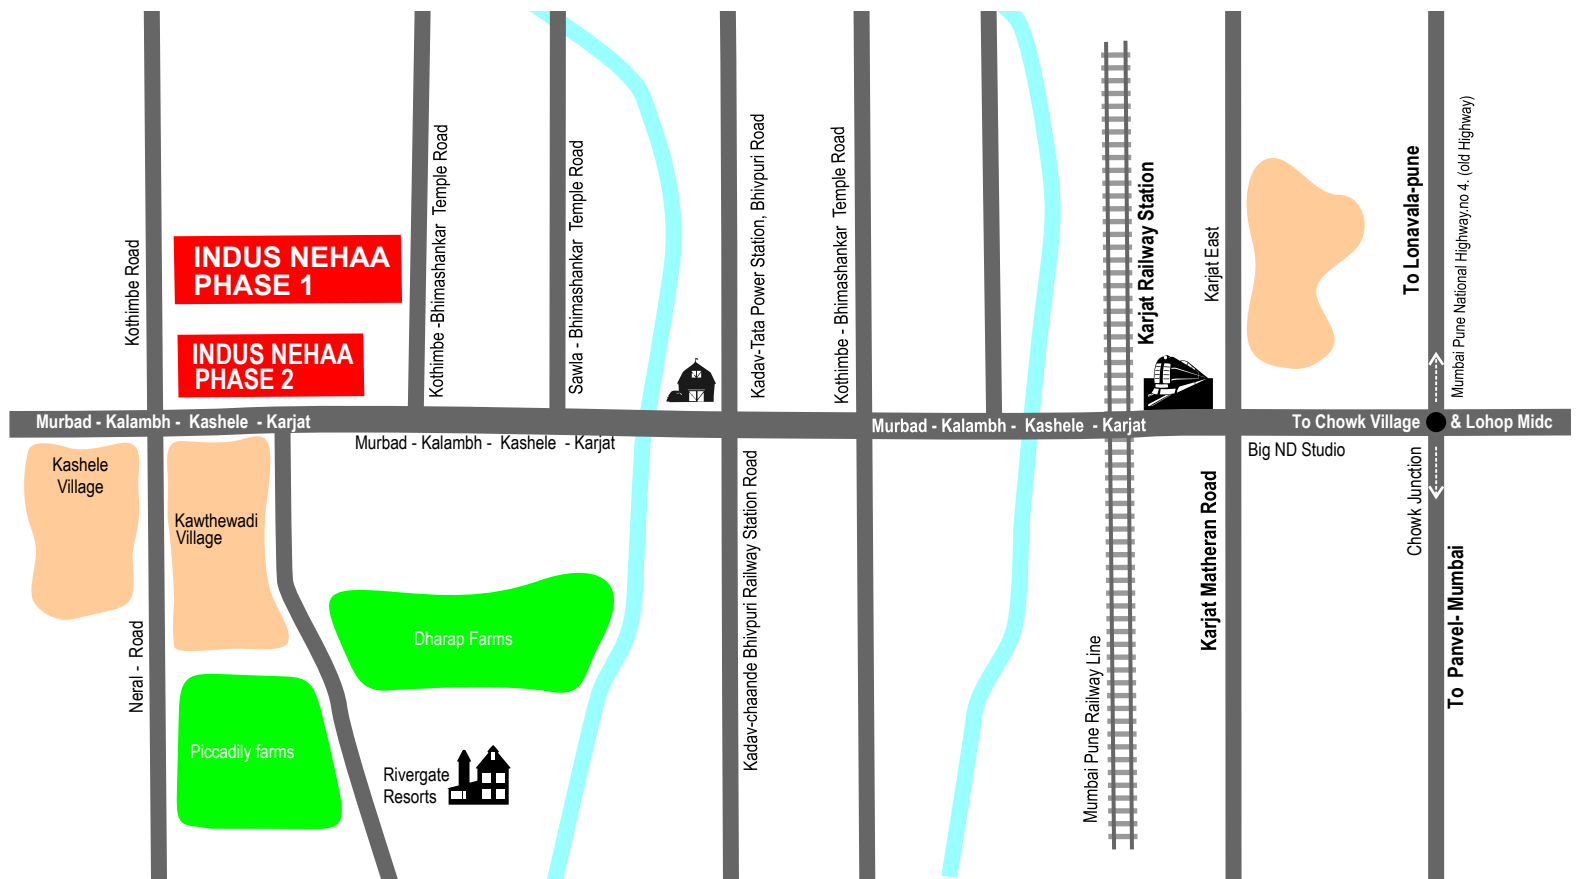 Kothimbe Road
INDUS NEHAA
PHASE 1
INDUS NEHAA
PHASE 2
Kothimbe -Bhimashankar Temple Road
Sawla - Bhimashankar Temple Road
Kadav-Tata Power Station, Bhivpuri Road
Kothimbe - Bhimashankar Temple Road
Karjat Railway Station
Karjat East
To Lonavala-pune
Mumbai Pune National Highway.no 4. (old Highway)
Murbad - Kalambh - Kashele - Karjat
Murbad - Kalambh - Kashele - Karjat
Murbad - Kalambh - Kashele - Karjat
To Chowk Village & Lohop Midc
Big ND Studio
Kashele
Village
Kawthewadi
Village
Neral - Road
Piccadily farms
Dharap Farms
Rivergate
Resorts
Kadav-chaande Bhivpuri Railway Station Road
Mumbai Pune Railway Line
Karjat Matheran Road
Chowk Junction
To Panvel- Mumbai